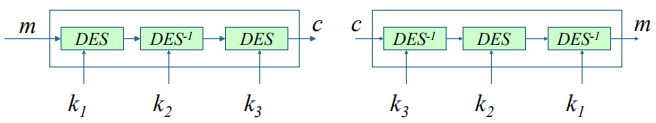 m DES DES⁻¹ DES c
k₁ k₂ k₃
c DES⁻¹ DES DES⁻¹ m
k₃ k₂ k₁